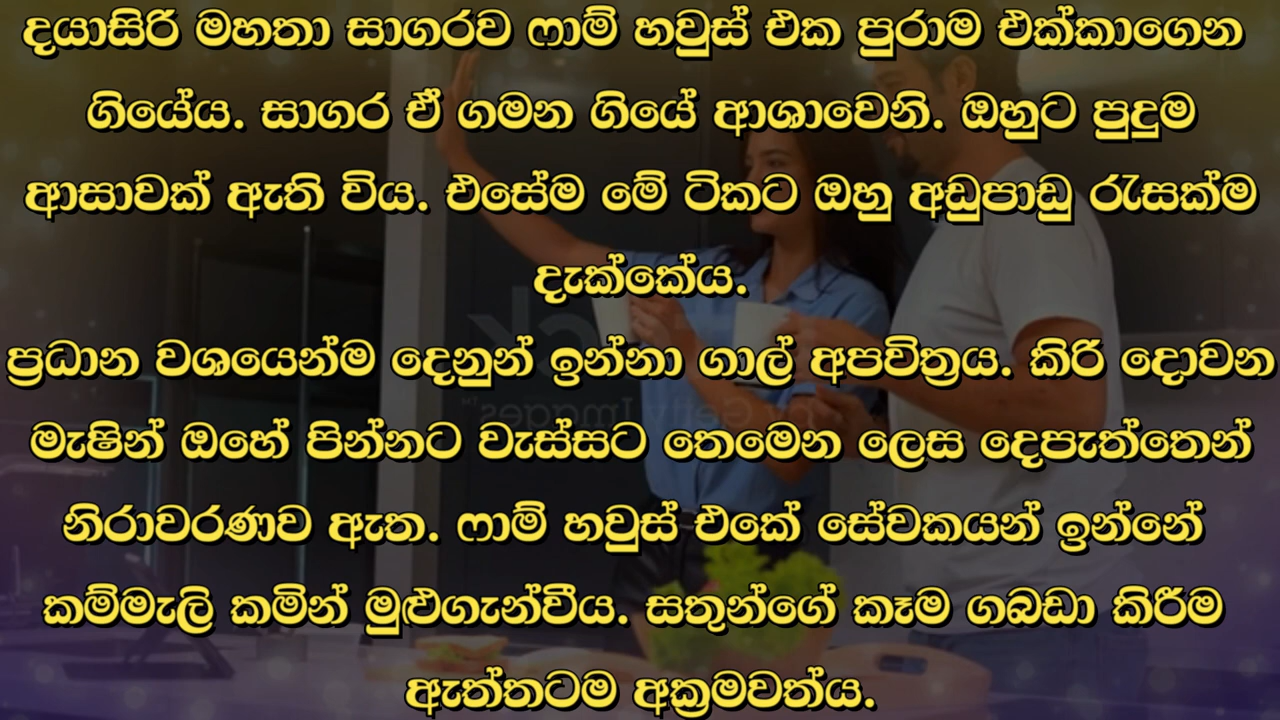 දයාසිරි මහතා සාගරව ෆාම් හවුස් එක පුරාම එක්කාගෙන
ගියේය. සාගර ඒ ගමන ගියේ ආශාවෙනි. ඔහුට පුදුම
ආසාවක් ඇති විය. එසේම මේ ටිකට ඔහු අඩුපාඩු රැසක්ම
දැක්කේය.
ප්‍රධාන වශයෙන්ම දෙනුන් ඉන්නා ගාල් අපවිත්‍රය. කිරි දොවන
මැෂින් ඔහේ පින්නට වැස්සට තෙමෙන ලෙස දෙපැත්තෙන්
නිරාවරණව ඇත. ෆාම් හවුස් එකේ සේවකයන් ඉන්නේ
කම්මැලි කමින් මුළුගැන්වීය. සතුන්ගේ කෑම ගබඩා කිරීම
ඇත්තටම අක්‍රමවත්ය.